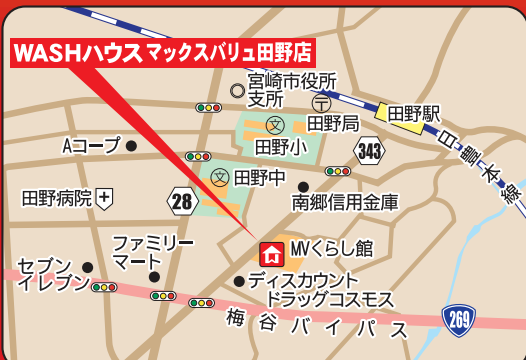 WASHハウス マックスバリュ田野店
宮崎市役所
支所
〒
田野局
田野駅
日豊本線
文
田野小
Aコープ
343
文
田野中
田野病院
28
南郷信用金庫
ファミリー
マート
MVくらし館
セブン
イレブン
ディスカウント
ドラッグコスモス
梅谷バイパス
269